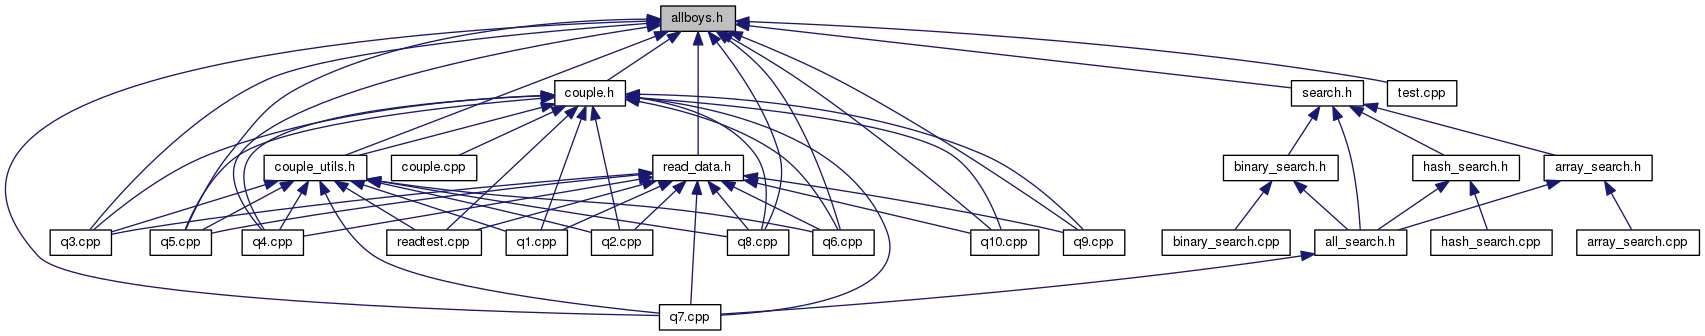 allboys.h
couple.h
search.h
test.cpp
couple_utils.h
couple.cpp
read_data.h
binary_search.h
hash_search.h
array_search.h
q3.cpp
q5.cpp
q4.cpp
readtest.cpp
q1.cpp
q2.cpp
q8.cpp
q6.cpp
q10.cpp
q9.cpp
binary_search.cpp
all_search.h
hash_search.cpp
array_search.cpp
q7.cpp